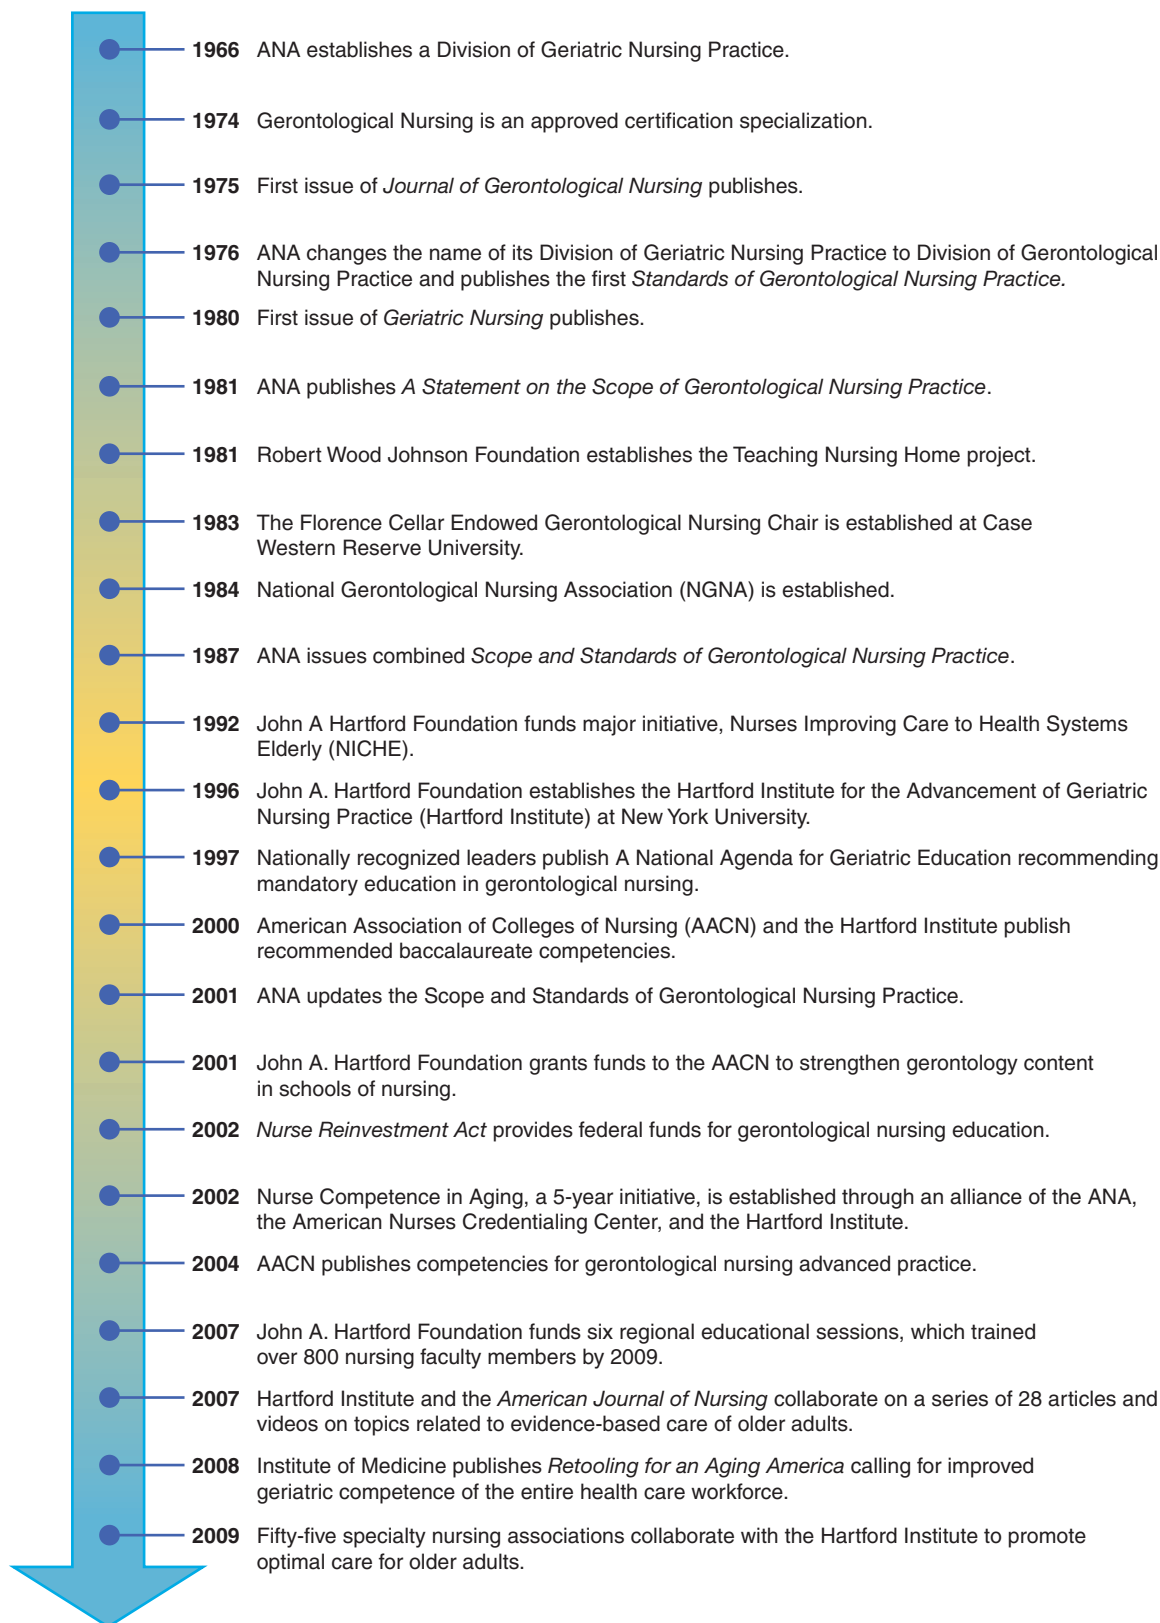 1966 ANA establishes a Division of Geriatric Nursing Practice.
1974 Gerontological Nursing is an approved certification specialization.
1975 First issue of Journal of Gerontological Nursing publishes.
1976 ANA changes the name of its Division of Geriatric Nursing Practice to Division of Gerontological
Nursing Practice and publishes the first Standards of Gerontological Nursing Practice.
1980 First issue of Geriatric Nursing publishes.
1981 ANA publishes A Statement on the Scope of Gerontological Nursing Practice.
1981 Robert Wood Johnson Foundation establishes the Teaching Nursing Home project.
1983 The Florence Cellar Endowed Gerontological Nursing Chair is established at Case
Western Reserve University.
1984 National Gerontological Nursing Association (NGNA) is established.
1987 ANA issues combined Scope and Standards of Gerontological Nursing Practice.
1992 John A Hartford Foundation funds major initiative, Nurses Improving Care to Health Systems
Elderly (NICHE).
1996 John A. Hartford Foundation establishes the Hartford Institute for the Advancement of Geriatric
Nursing Practice (Hartford Institute) at New York University.
1997 Nationally recognized leaders publish A National Agenda for Geriatric Education recommending
mandatory education in gerontological nursing.
2000 American Association of Colleges of Nursing (AACN) and the Hartford Institute publish
recommended baccalaureate competencies.
2001 ANA updates the Scope and Standards of Gerontological Nursing Practice.
2001 John A. Hartford Foundation grants funds to the AACN to strengthen gerontology content
in schools of nursing.
2002 Nurse Reinvestment Act provides federal funds for gerontological nursing education.
2002 Nurse Competence in Aging, a 5-year initiative, is established through an alliance of the ANA,
the American Nurses Credentialing Center, and the Hartford Institute.
2004 AACN publishes competencies for gerontological nursing advanced practice.
2007 John A. Hartford Foundation funds six regional educational sessions, which trained
over 800 nursing faculty members by 2009.
2007 Hartford Institute and the American Journal of Nursing collaborate on a series of 28 articles and
videos on topics related to evidence-based care of older adults.
2008 Institute of Medicine publishes Retooling for an Aging America calling for improved
geriatric competence of the entire health care workforce.
2009 Fifty-five specialty nursing associations collaborate with the Hartford Institute to promote
optimal care for older adults.